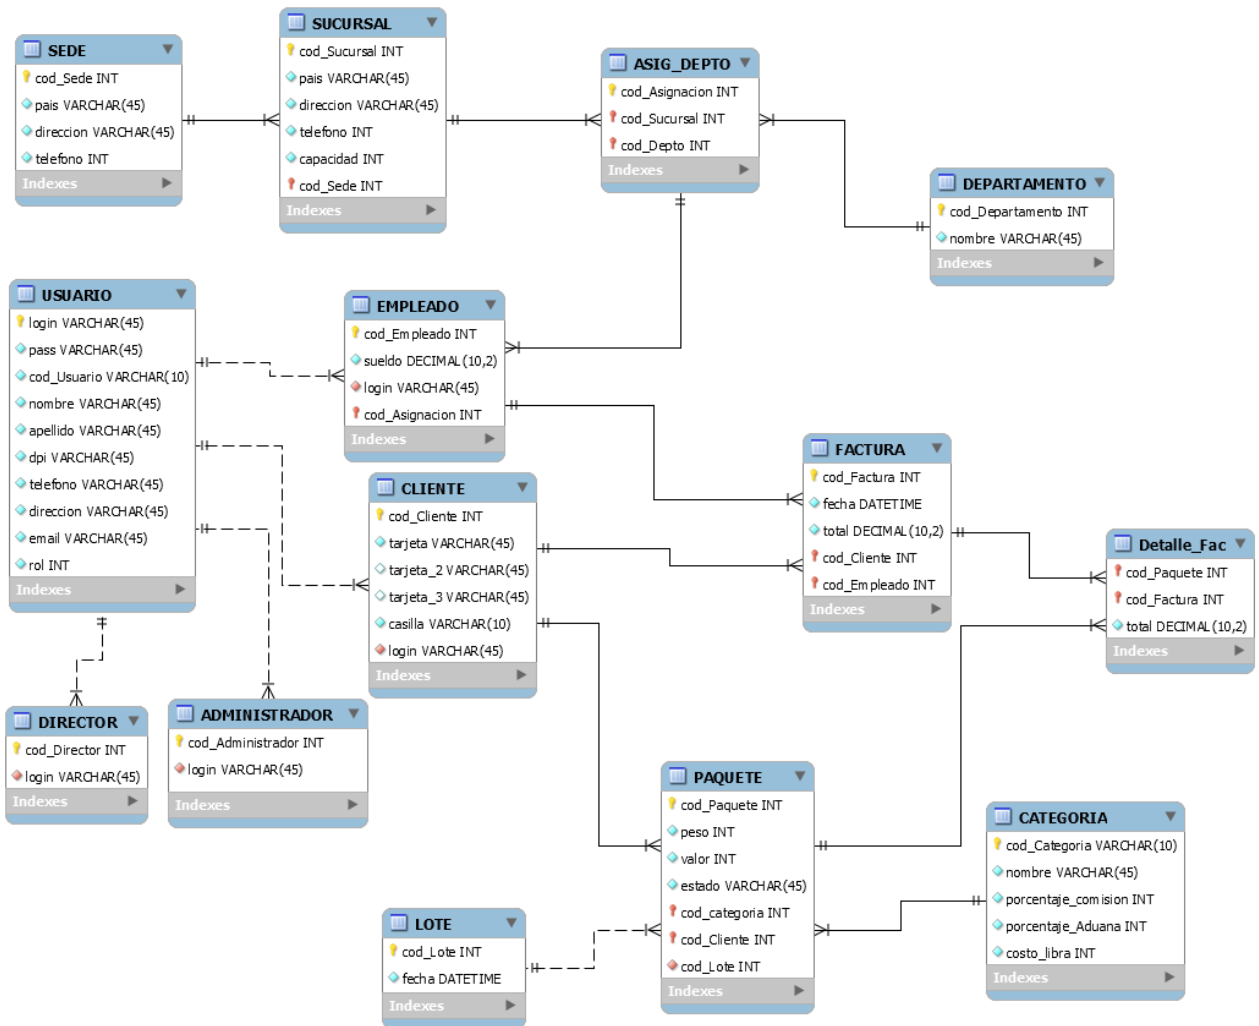 SEDE
cod_Sede INT
pais VARCHAR(45)
direccion VARCHAR(45)
telefono INT
Indexes
SUCURSAL
cod_Sucursal INT
pais VARCHAR(45)
direccion VARCHAR(45)
telefono INT
capacidad INT
cod_Sede INT
Indexes
ASIG_DEPTO
cod_Asignacion INT
cod_Sucursal INT
cod_Depto INT
Indexes
DEPARTAMENTO
cod_Departamento INT
nombre VARCHAR(45)
Indexes
USUARIO
login VARCHAR(45)
pass VARCHAR(45)
cod_Usuario VARCHAR(10)
nombre VARCHAR(45)
apellido VARCHAR(45)
dpi VARCHAR(45)
telefono VARCHAR(45)
direccion VARCHAR(45)
email VARCHAR(45)
rol INT
Indexes
EMPLEADO
cod_Empleado INT
sueldo DECIMAL(10,2)
login VARCHAR(45)
cod_Asignacion INT
Indexes
CLIENTE
cod_Cliente INT
tarjeta VARCHAR(45)
tarjeta_2 VARCHAR(45)
tarjeta_3 VARCHAR(45)
casilla VARCHAR(10)
login VARCHAR(45)
Indexes
FACTURA
cod_Factura INT
fecha DATETIME
total DECIMAL(10,2)
cod_Cliente INT
cod_Empleado INT
Indexes
Detalle_Fac
cod_Paquete INT
cod_Factura INT
total DECIMAL(10,2)
Indexes
DIRECTOR
cod_Director INT
login VARCHAR(45)
Indexes
ADMINISTRADOR
cod_Administrador INT
login VARCHAR(45)
Indexes
PAQUETE
cod_Paquete INT
peso INT
valor INT
estado VARCHAR(45)
cod_categoria INT
cod_Cliente INT
cod_Lote INT
Indexes
CATEGORIA
cod_Categoria VARCHAR(10)
nombre VARCHAR(45)
porcentaje_comision INT
porcentaje_Aduana INT
costo_libra INT
Indexes
LOTE
cod_Lote INT
fecha DATETIME
Indexes